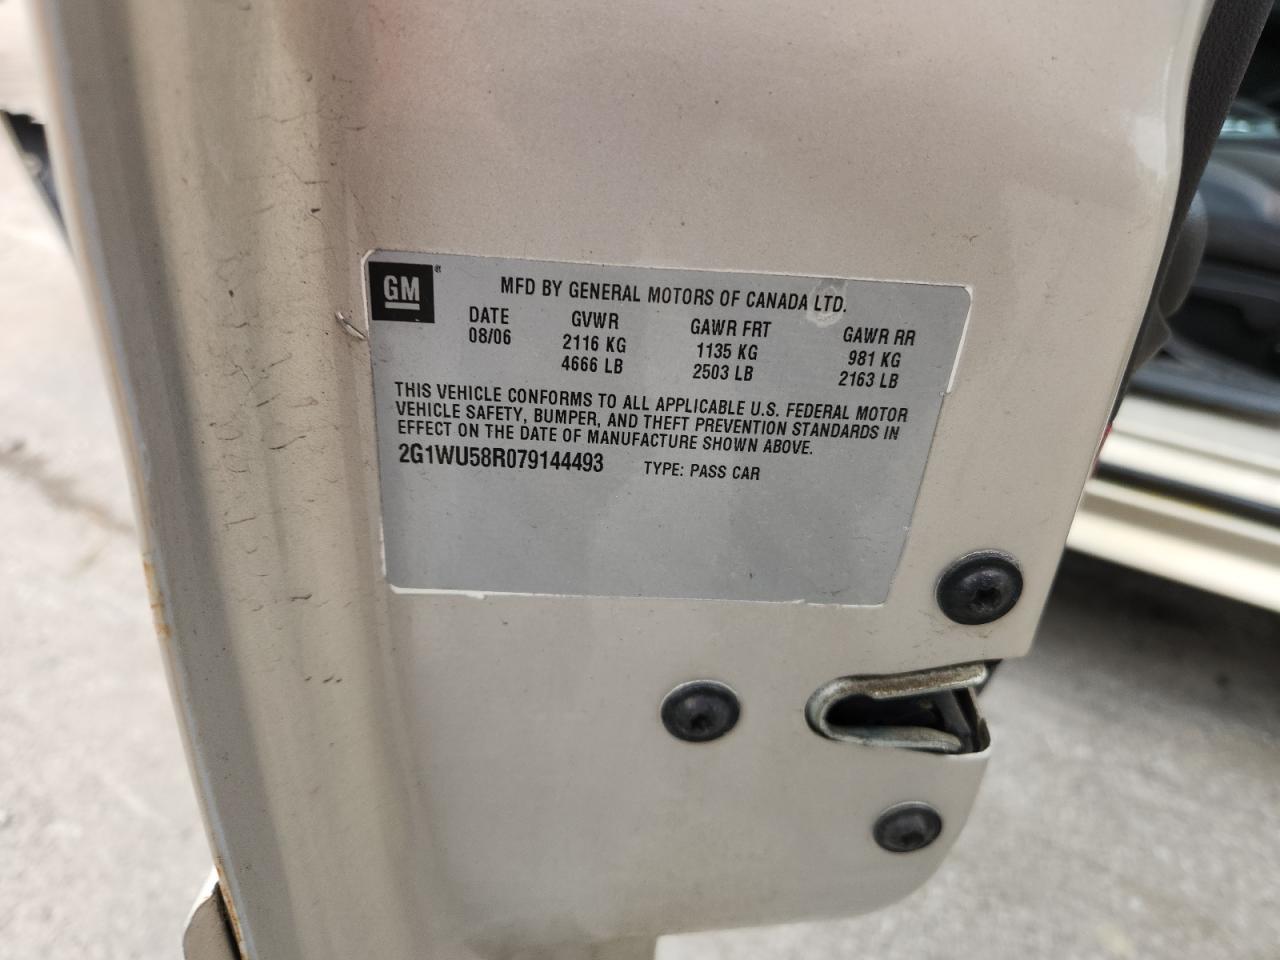 GM®
MFD BY GENERAL MOTORS OF CANADA LTD.
DATE GVWR GAWR FRT GAWR RR
08/06 2116 KG 1135 KG 981 KG
4666 LB 2503 LB 2163 LB
THIS VEHICLE CONFORMS TO ALL APPLICABLE U.S. FEDERAL MOTOR
VEHICLE SAFETY, BUMPER, AND THEFT PREVENTION STANDARDS IN
EFFECT ON THE DATE OF MANUFACTURE SHOWN ABOVE.
2G1WU58R079144493 TYPE: PASS CAR